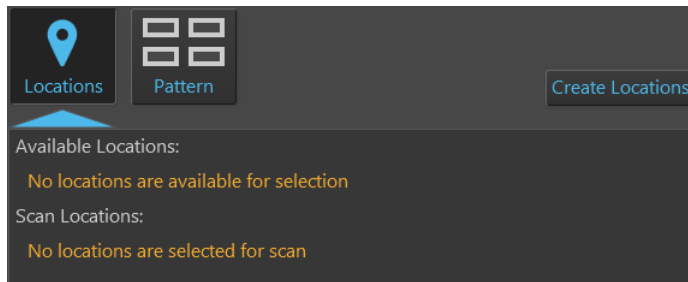 Locations
Pattern
Create Locations
Available Locations:
No locations are available for selection
Scan Locations:
No locations are selected for scan